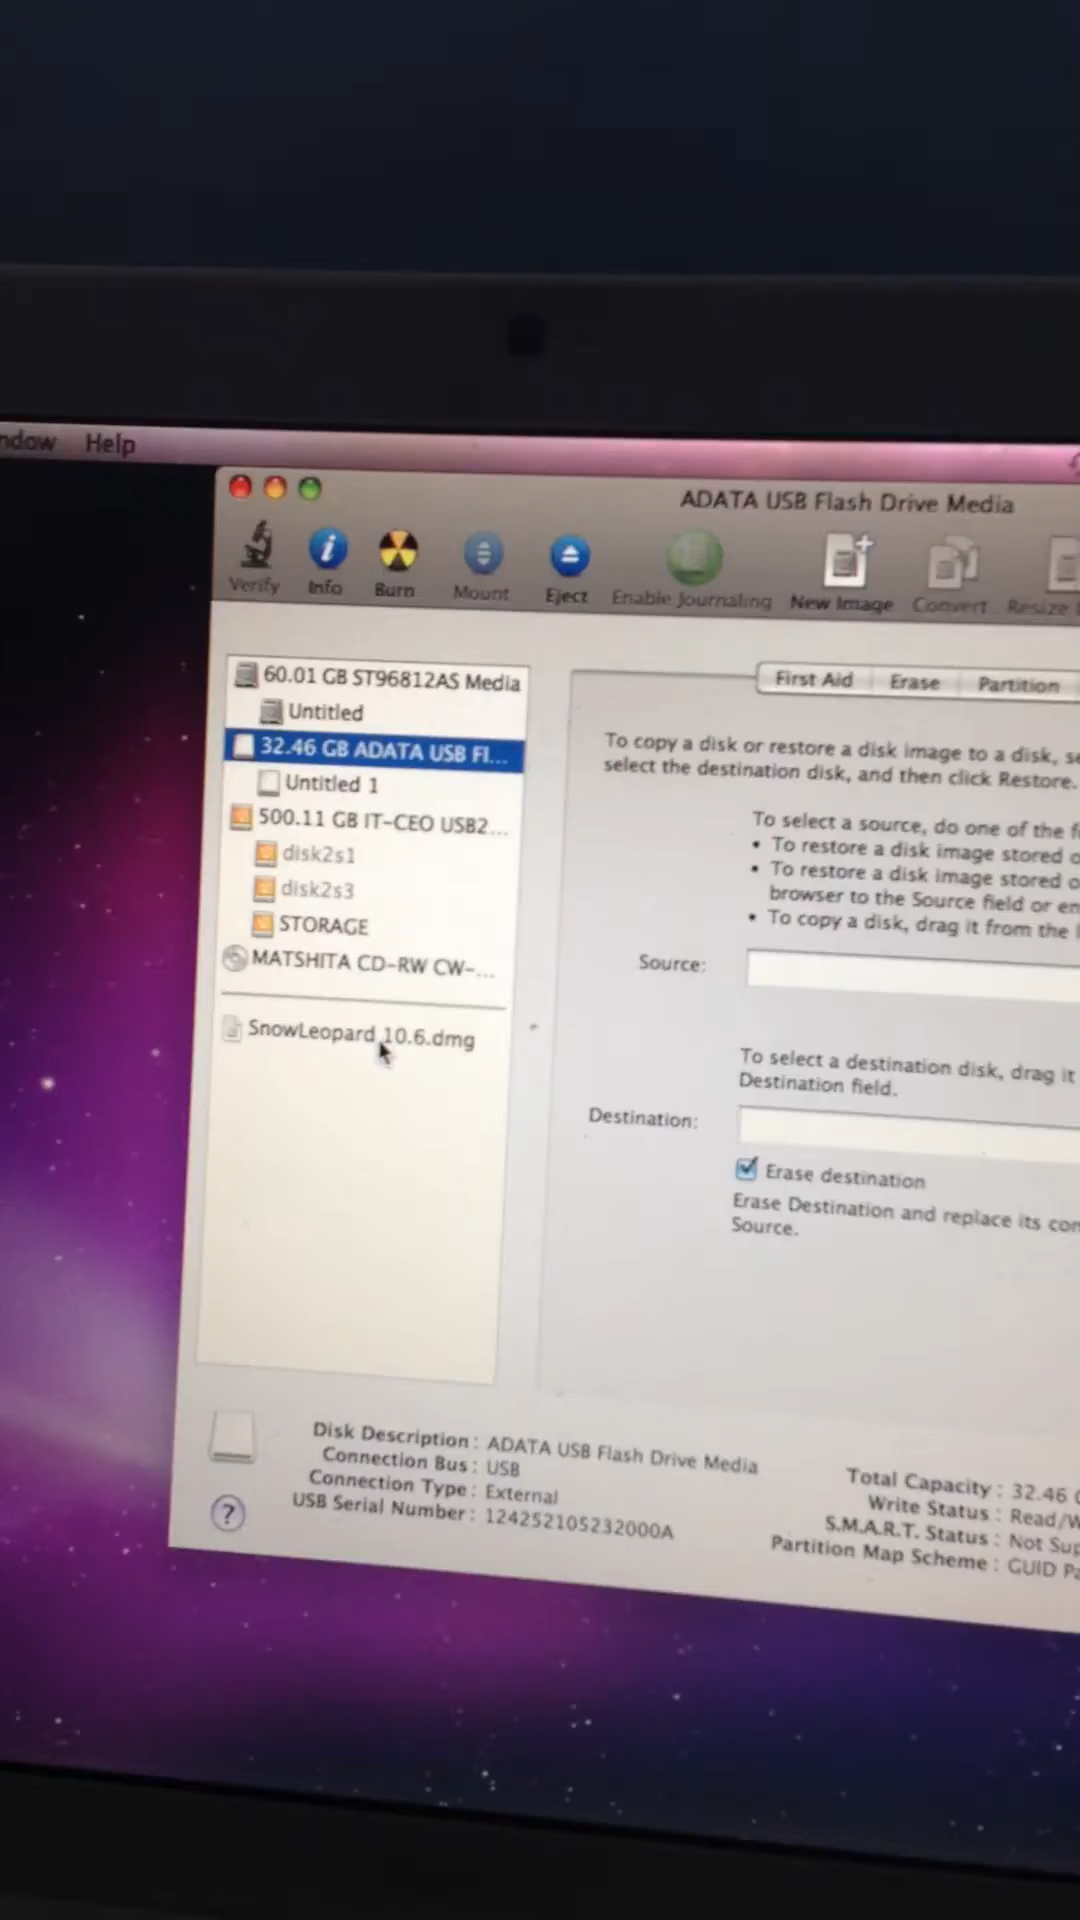 Help
ADATA USB Flash Drive Media
Verify Info Burn Mount Eject Enable Journaling New Image Convert Resize
60.01 GB ST96812AS Media
Untitled
32.46 GB ADATA USB Fl...
Untitled 1
500.11 GB IT-CEO USB2...
disk2s1
disk2s3
STORAGE
MATSHITA CD-RW CW-...
SnowLeopard_10.6.dmg
First Aid Erase Partition
To copy a disk or restore a disk image to a disk,
select the destination disk, and then click Restore.
To select a source, do one of the
• To restore a disk image stored
• To restore a disk image stored
browser to the Source field or
• To copy a disk, drag it from the
Source:
To select a destination disk, drag it
Destination field.
Destination:
Erase destination
Erase Destination and replace its
Source.
Disk Description : ADATA USB Flash Drive Media
Connection Bus : USB
Connection Type : External
USB Serial Number : 124252105232000A
Total Capacity : 32.46
Write Status : Read/W
S.M.A.R.T. Status : Not
Partition Map Scheme : GUID
?